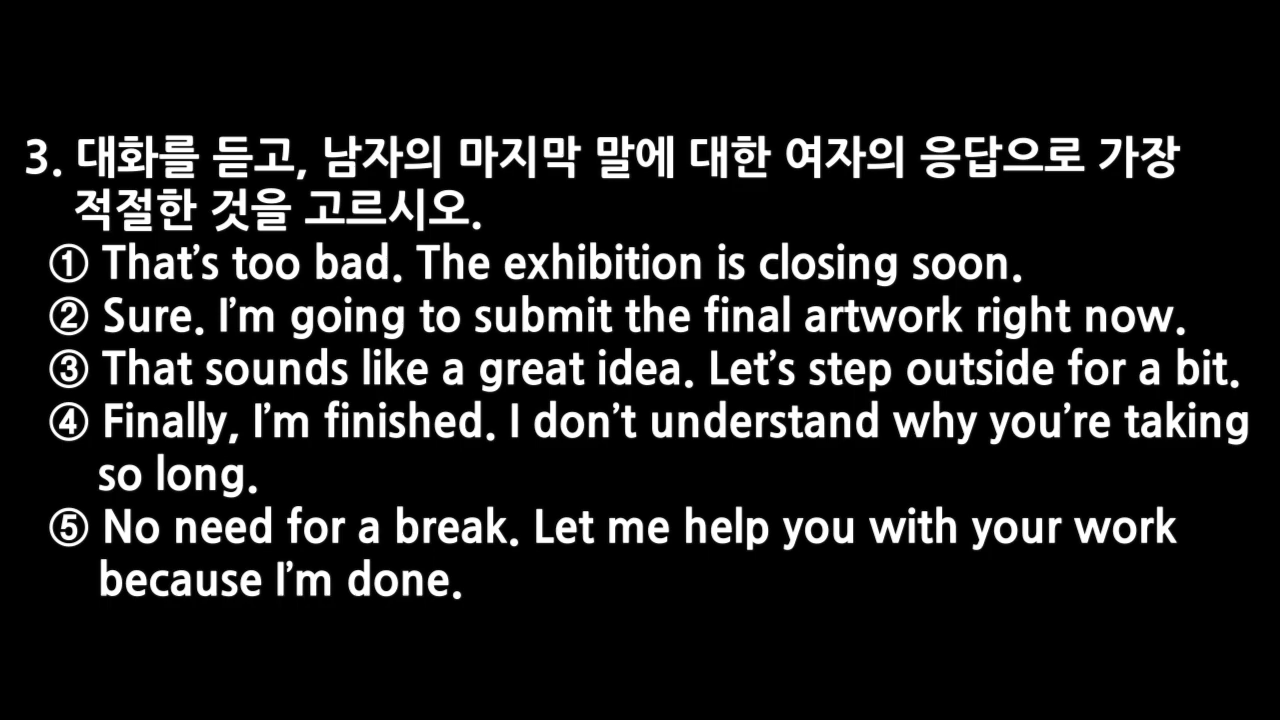 3. 대화를 듣고, 남자의 마지막 말에 대한 여자의 응답으로 가장
적절한 것을 고르시오.
① That’s too bad. The exhibition is closing soon.
② Sure. I’m going to submit the final artwork right now.
③ That sounds like a great idea. Let’s step outside for a bit.
④ Finally, I’m finished. I don’t understand why you’re taking
so long.
⑤ No need for a break. Let me help you with your work
because I’m done.